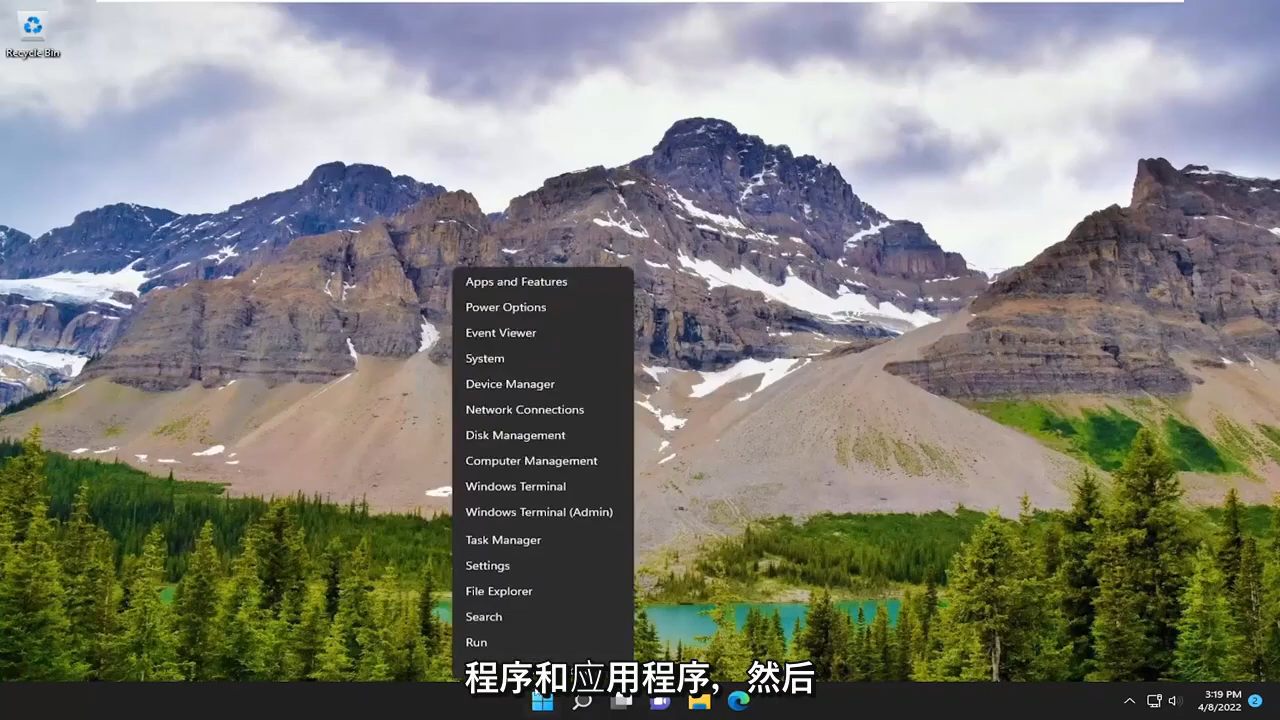 Recycle Bin
Apps and Features
Power Options
Event Viewer
System
Device Manager
Network Connections
Disk Management
Computer Management
Windows Terminal
Windows Terminal (Admin)
Task Manager
Settings
File Explorer
Search
Run
程序和应用程序，然后
3:19 PM
4/8/2022
2